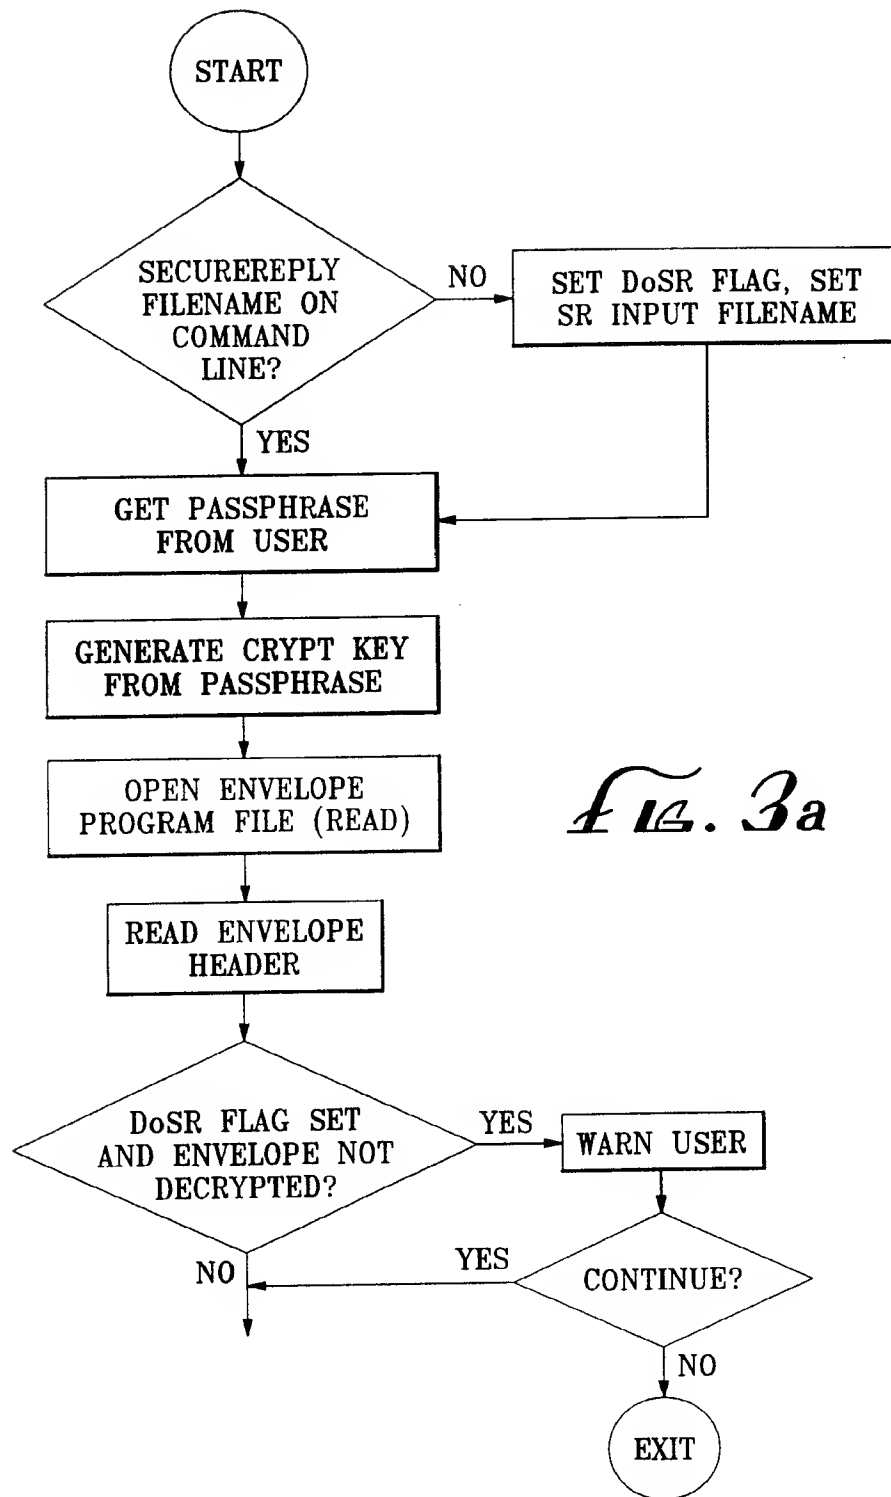 START
SECUREREPLY
FILENAME ON
COMMAND
LINE?
NO
SET DoSR FLAG, SET
SR INPUT FILENAME
YES
GET PASSPHRASE
FROM USER
GENERATE CRYPT KEY
FROM PASSPHRASE
OPEN ENVELOPE
PROGRAM FILE (READ)
FIG. 3a
READ ENVELOPE
HEADER
DoSR FLAG SET
AND ENVELOPE NOT
DECRYPTED?
YES
WARN USER
NO
YES
CONTINUE?
NO
EXIT